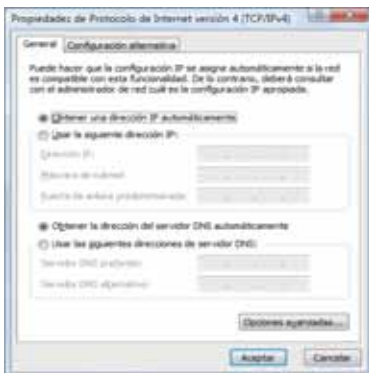 Propiedades de Protocolo de Internet versión 4 (TCP/IPv4)
General Configuración alternativa
Puede hacer que la configuración IP se asigne automáticamente si la red
es compatible con esta funcionalidad. De lo contrario, deberá consultar
con el administrador de red cuál es la configuración IP apropiada.
Obtener una dirección IP automáticamente
Usar la siguiente dirección IP:
Dirección IP:
Máscara de subred:
Puerta de enlace predeterminada:
Obtener la dirección del servidor DNS automáticamente
Usar las siguientes direcciones de servidor DNS:
Servidor DNS preferido:
Servidor DNS alternativo:
Opciones avanzadas...
Aceptar Cancelar